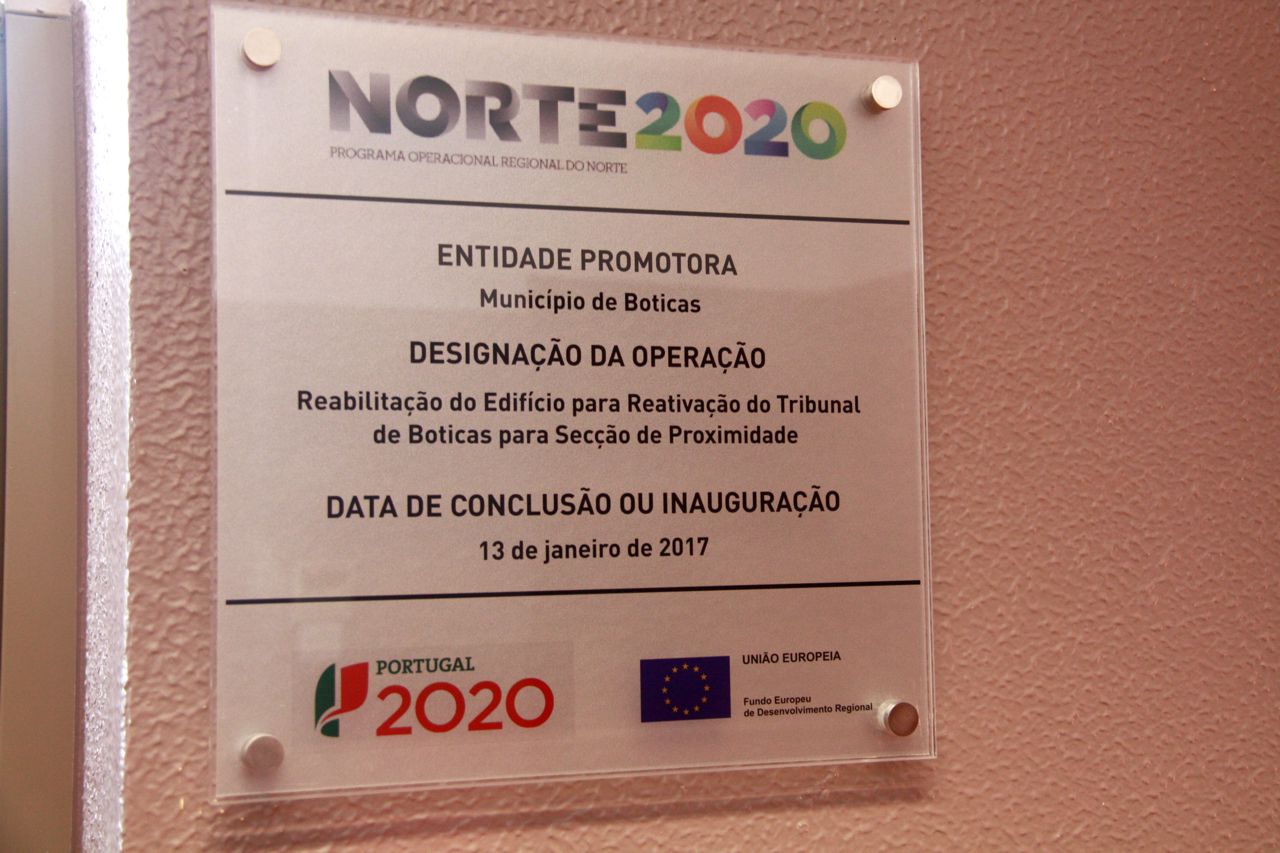 NORTE2020
PROGRAMA OPERACIONAL REGIONAL DO NORTE
ENTIDADE PROMOTORA
Município de Boticas
DESIGNAÇÃO DA OPERAÇÃO
Reabilitação do Edifício para Reativação do Tribunal
de Boticas para Secção de Proximidade
DATA DE CONCLUSÃO OU INAUGURAÇÃO
13 de janeiro de 2017
PORTUGAL
2020
UNIÃO EUROPEIA
Fundo Europeu
de Desenvolvimento Regional